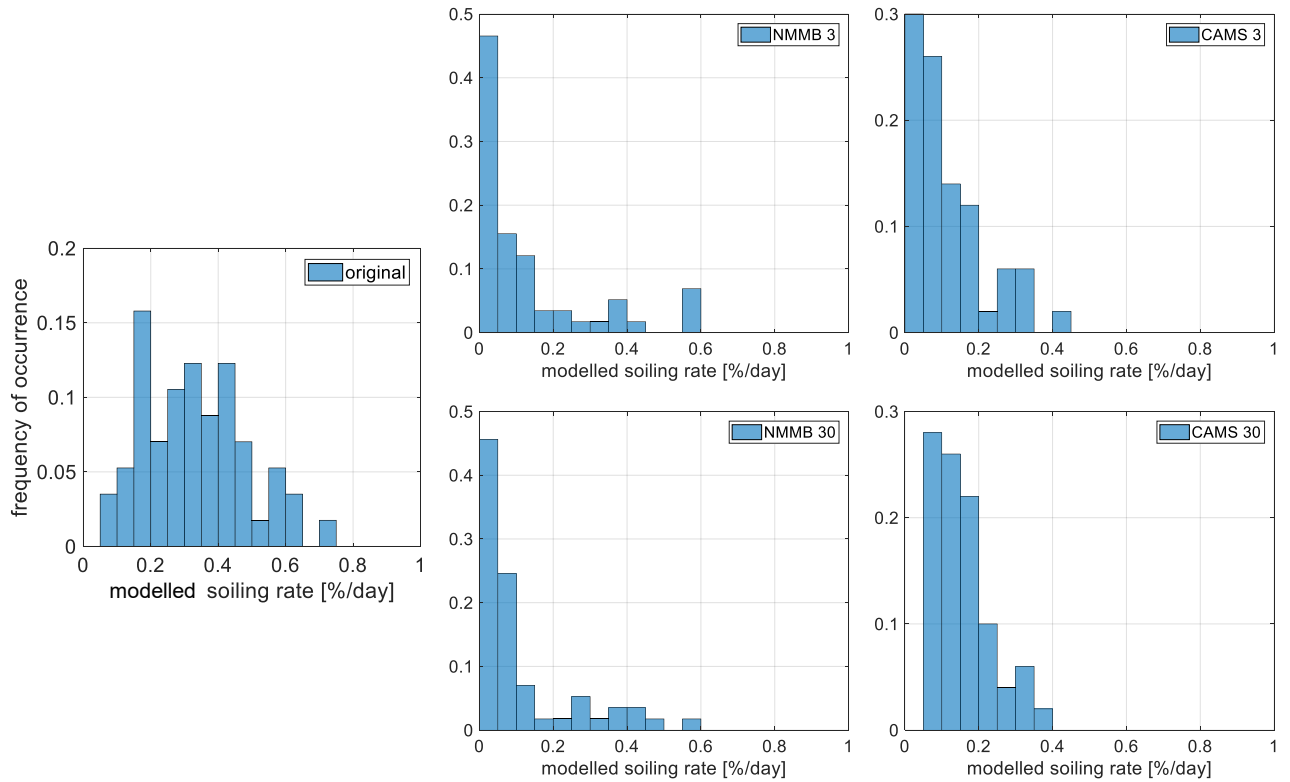 original
0.2
0.15
0.1
0.05
0
frequency of occurrence
0 0.2 0.4 0.6 0.8 1
modelled soiling rate [%/day]
NMMB 3
0.5
0.4
0.3
0.2
0.1
0
0 0.2 0.4 0.6 0.8 1
modelled soiling rate [%/day]
CAMS 3
0.3
0.2
0.1
0
0 0.2 0.4 0.6 0.8 1
modelled soiling rate [%/day]
NMMB 30
0.5
0.4
0.3
0.2
0.1
0
0 0.2 0.4 0.6 0.8 1
modelled soiling rate [%/day]
CAMS 30
0.3
0.2
0.1
0
0 0.2 0.4 0.6 0.8 1
modelled soiling rate [%/day]